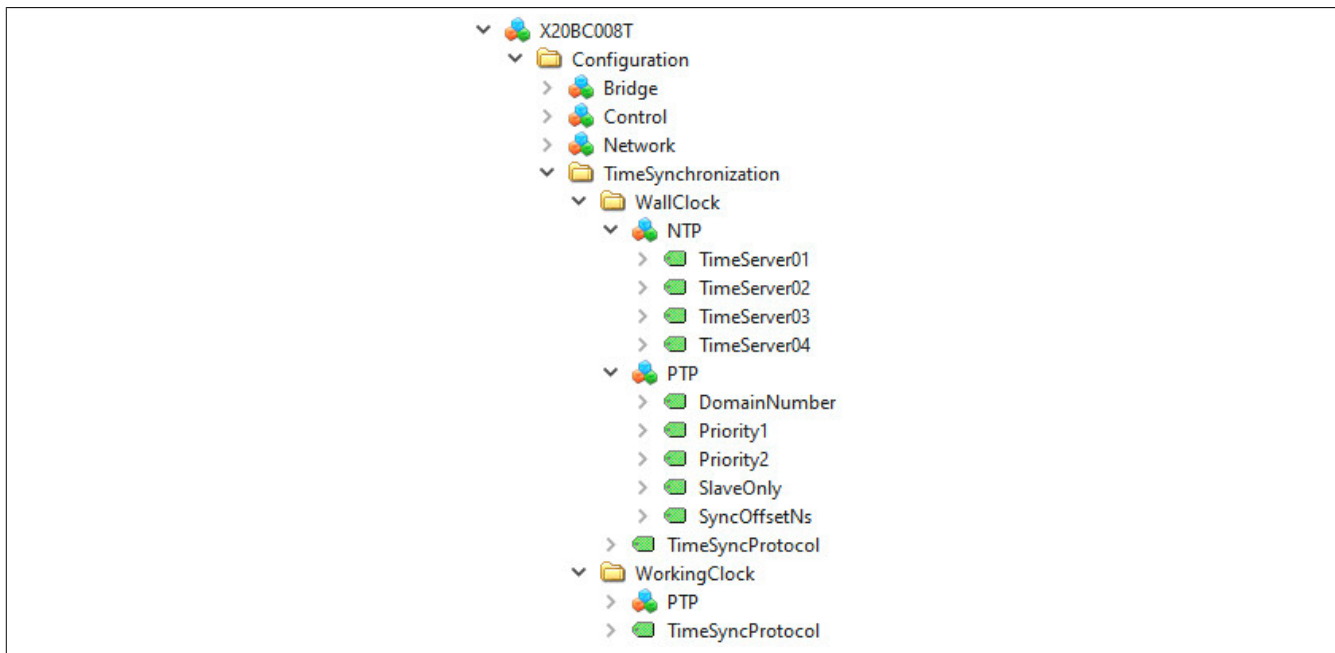 X20BC008T
Configuration
Bridge
Control
Network
TimeSynchronization
WallClock
NTP
TimeServer01
TimeServer02
TimeServer03
TimeServer04
PTP
DomainNumber
Priority1
Priority2
SlaveOnly
SyncOffsetNs
TimeSyncProtocol
WorkingClock
PTP
TimeSyncProtocol